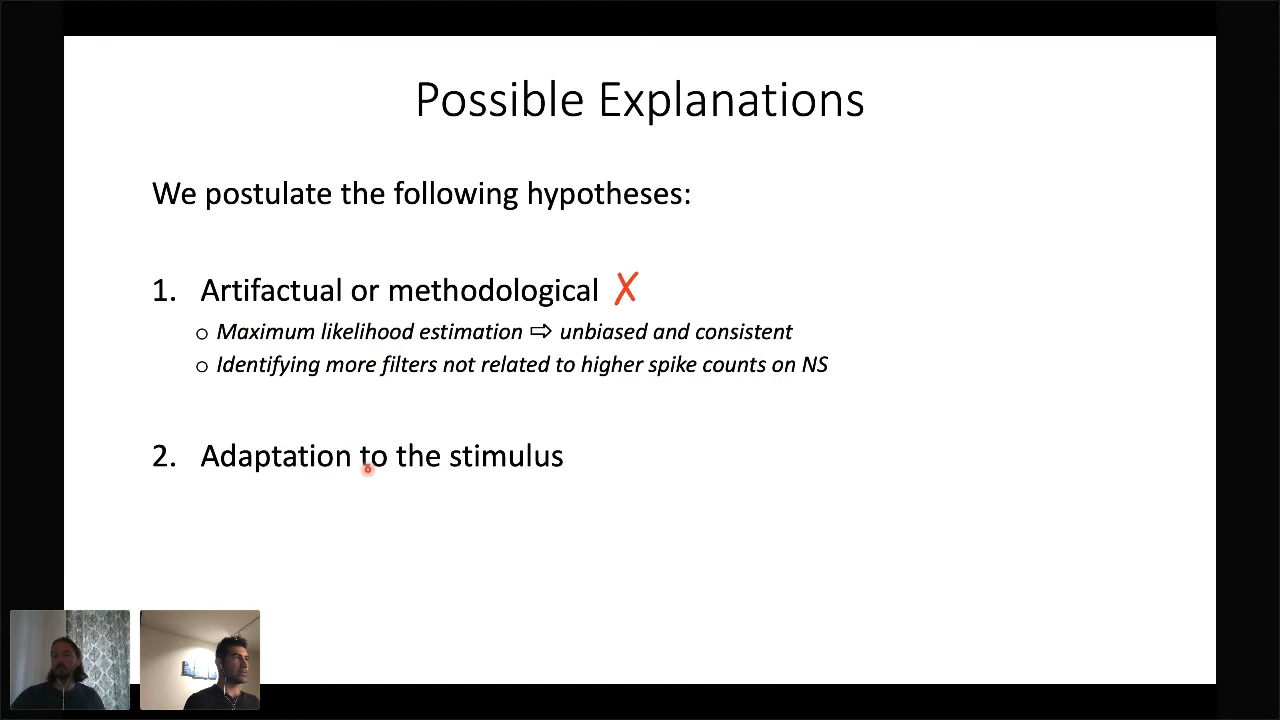 Possible Explanations
We postulate the following hypotheses:
1. Artifactual or methodological ✗
○ Maximum likelihood estimation ⇨ unbiased and consistent
○ Identifying more filters not related to higher spike counts on NS
2. Adaptation to the stimulus